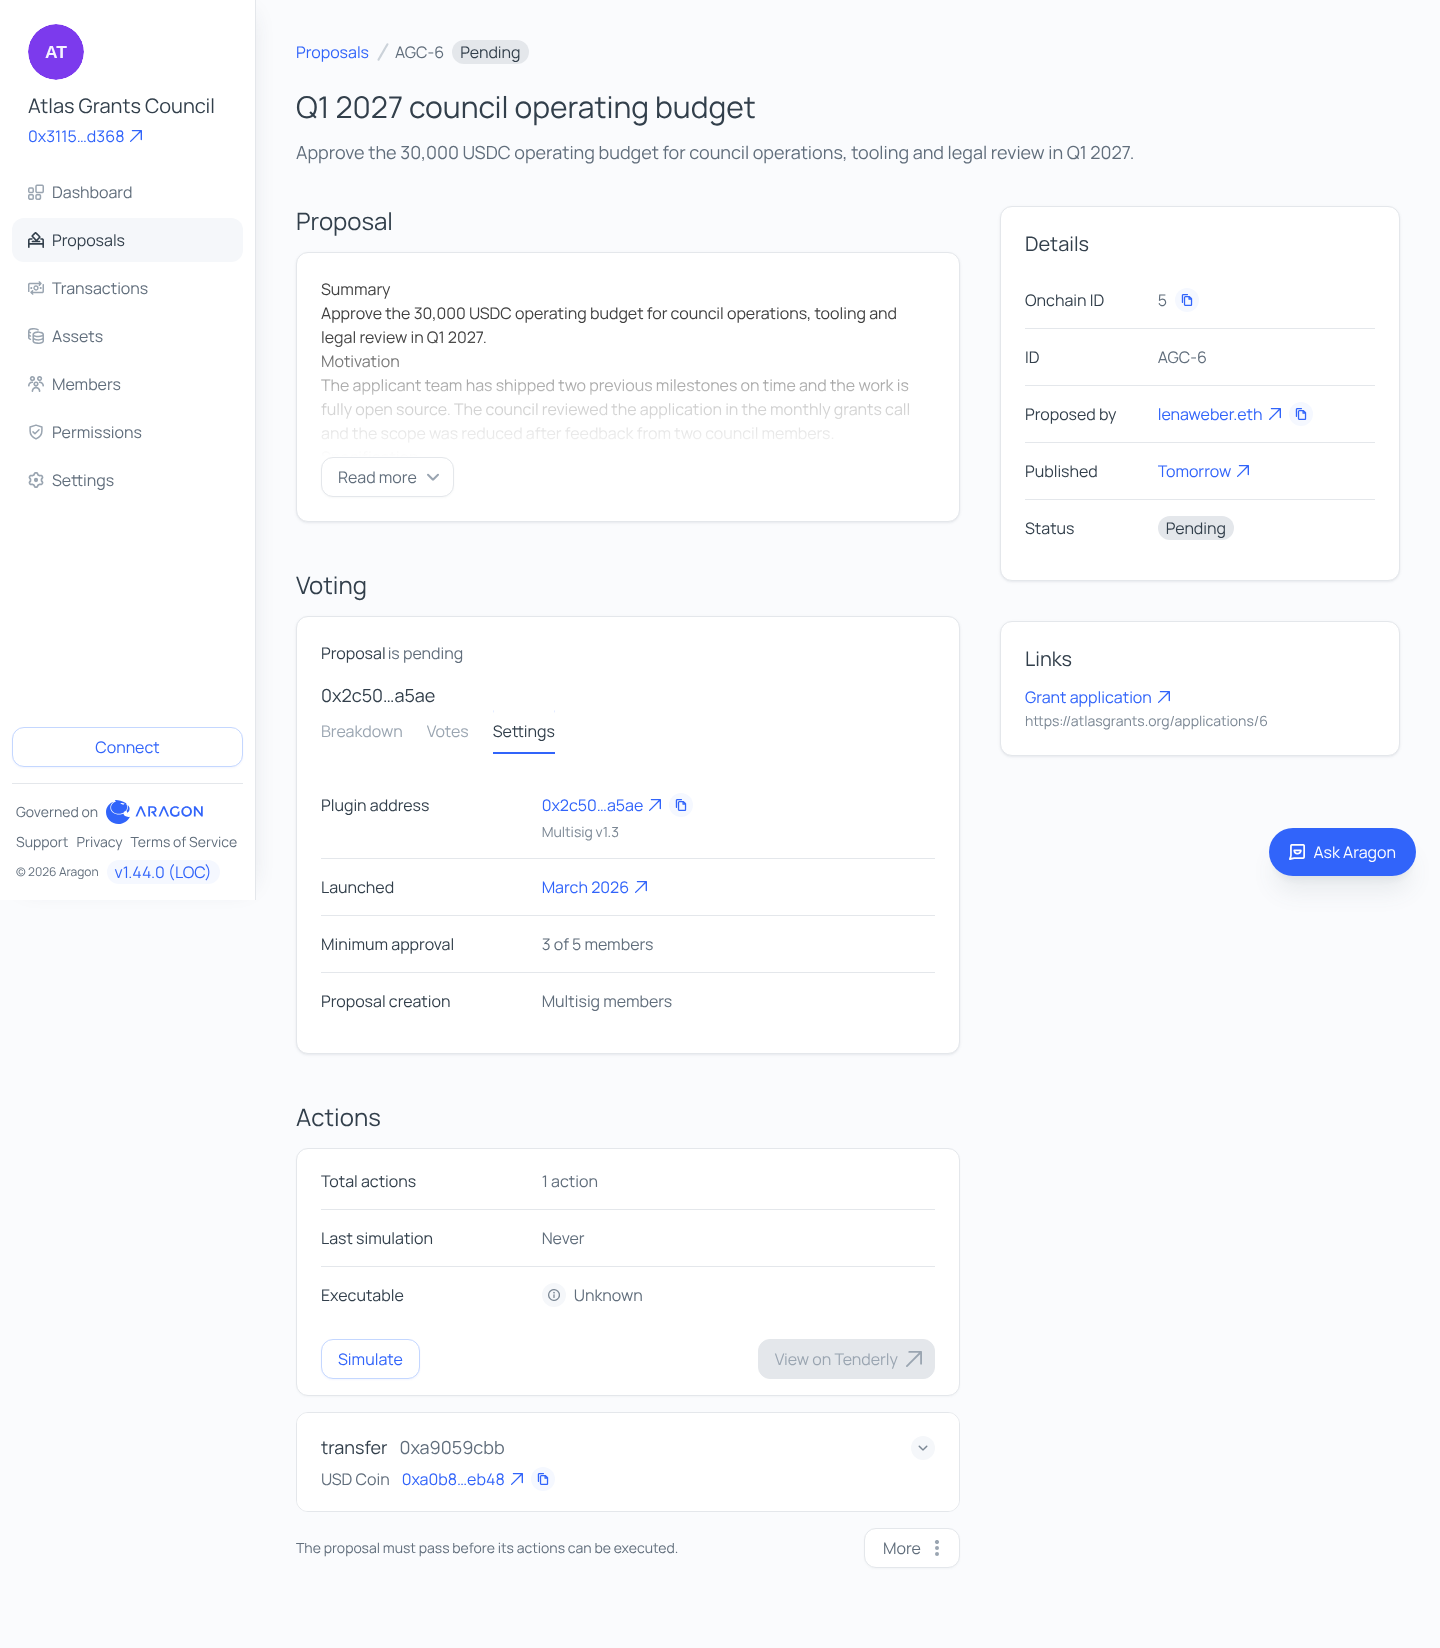 AT
Atlas Grants Council
0x3115…d368
Dashboard
Proposals
Transactions
Assets
Members
Permissions
Settings
Connect
Governed on ARAGON
Support Privacy Terms of Service
© 2026 Aragon v1.44.0 (LOC)
Proposals / AGC-6 Pending
Q1 2027 council operating budget
Approve the 30,000 USDC operating budget for council operations, tooling and legal review in Q1 2027.
Proposal
Summary
Approve the 30,000 USDC operating budget for council operations, tooling and
legal review in Q1 2027.
Motivation
The applicant team has shipped two previous milestones on time and the work is
fully open source. The council reviewed the application in the monthly grants call
and the scope was reduced after feedback from two council members.
Read more
Voting
Proposal is pending
0x2c50…a5ae
Breakdown Votes Settings
Plugin address 0x2c50…a5ae
Multisig v1.3
Launched March 2026
Minimum approval 3 of 5 members
Proposal creation Multisig members
Actions
Total actions 1 action
Last simulation Never
Executable Unknown
Simulate View on Tenderly
transfer 0xa9059cbb
USD Coin 0xa0b8…eb48
The proposal must pass before its actions can be executed. More
Details
Onchain ID 5
ID AGC-6
Proposed by lenaweber.eth
Published Tomorrow
Status Pending
Links
Grant application
https://atlasgrants.org/applications/6
Ask Aragon